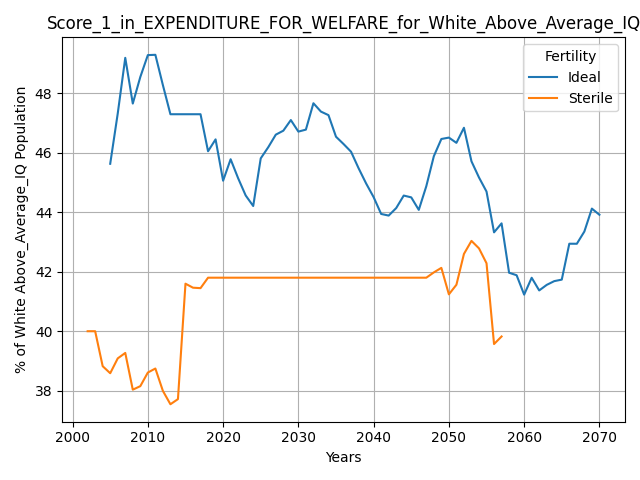 Score_1_in_EXPENDITURE_FOR_WELFARE_for_White_Above_Average_IQ
Fertility
Ideal
Sterile
% of White Above_Average_IQ Population
48
46
44
42
40
38
2000 2010 2020 2030 2040 2050 2060 2070
Years